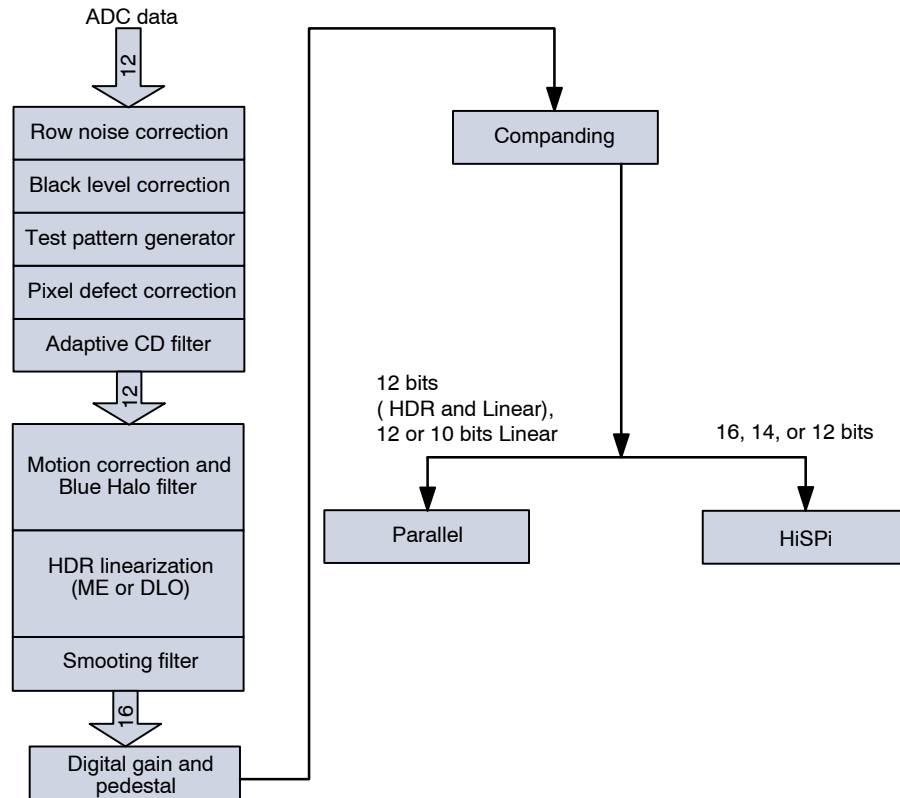 ADC data
12
Row noise correction
Black level correction
Test pattern generator
Pixel defect correction
Adaptive CD filter
12
Motion correction and
Blue Halo filter
HDR linearization
(ME or DLO)
Smooting filter
16
Digital gain and
pedestal
Companding
12 bits
( HDR and Linear),
12 or 10 bits Linear
16, 14, or 12 bits
Parallel
HiSPi